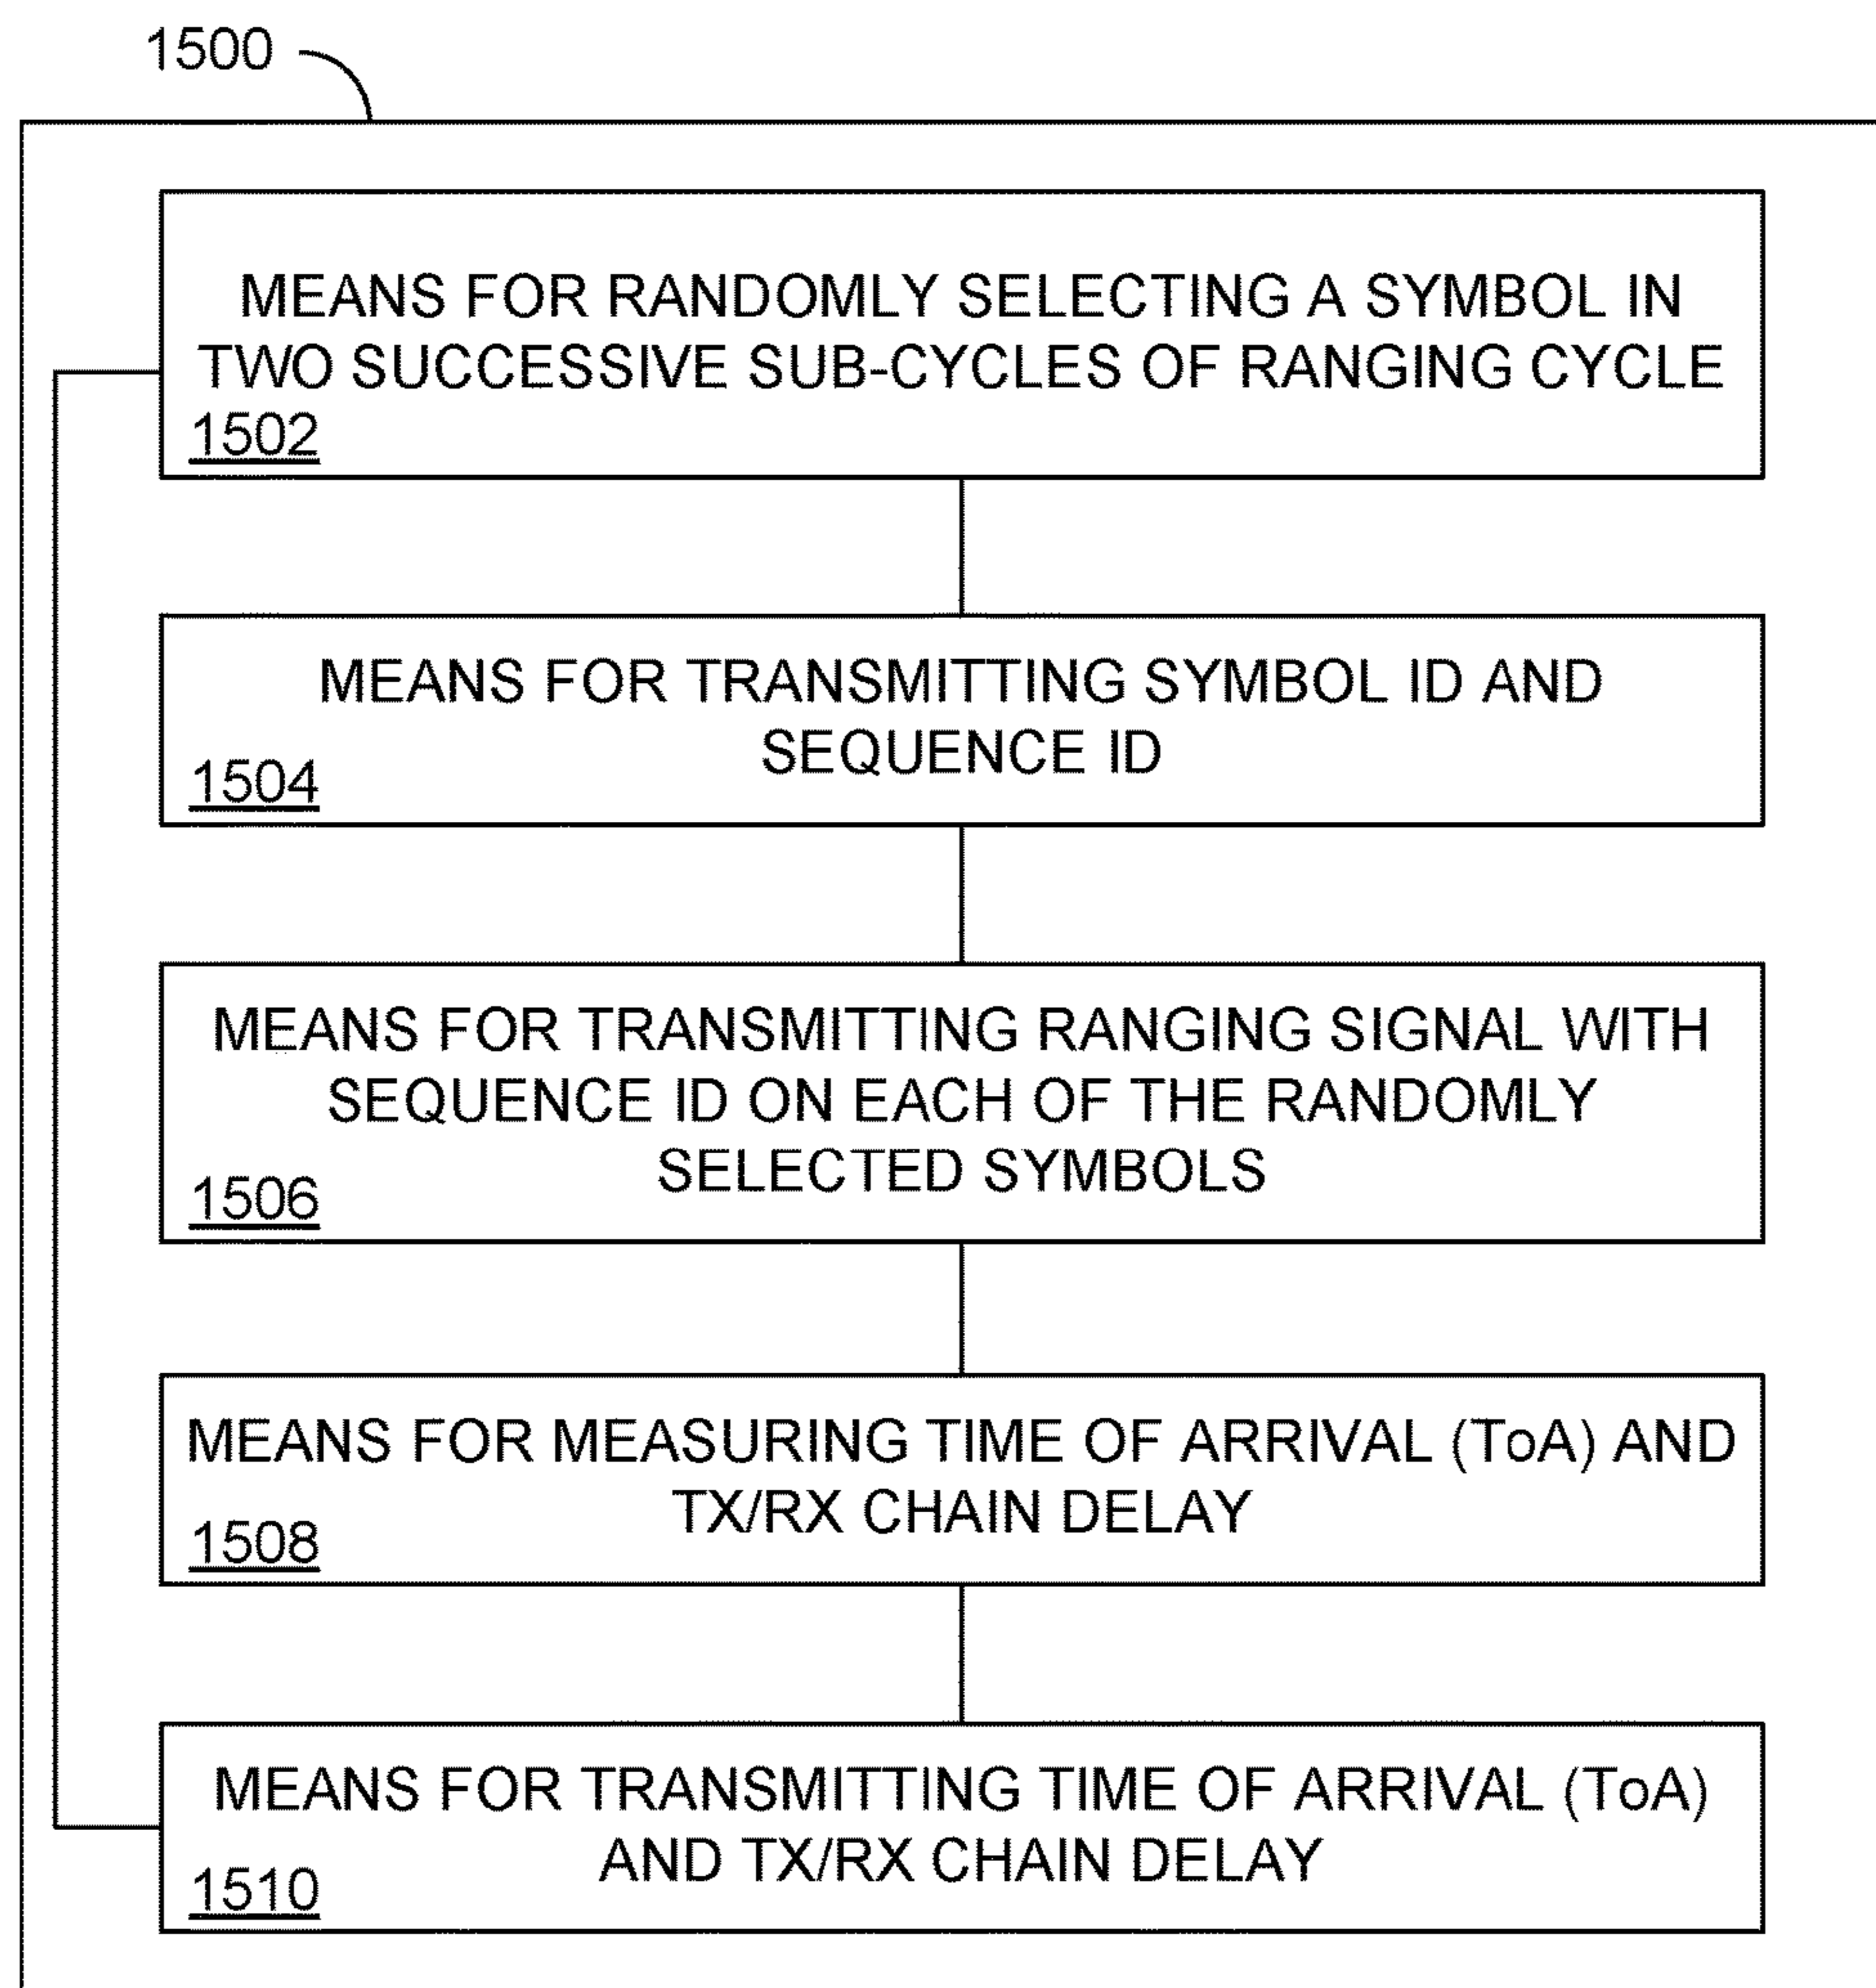 1500
MEANS FOR RANDOMLY SELECTING A SYMBOL IN
TWO SUCCESSIVE SUB-CYCLES OF RANGING CYCLE
1502
MEANS FOR TRANSMITTING SYMBOL ID AND
SEQUENCE ID
1504
MEANS FOR TRANSMITTING RANGING SIGNAL WITH
SEQUENCE ID ON EACH OF THE RANDOMLY
SELECTED SYMBOLS
1506
MEANS FOR MEASURING TIME OF ARRIVAL (ToA) AND
TX/RX CHAIN DELAY
1508
MEANS FOR TRANSMITTING TIME OF ARRIVAL (ToA)
AND TX/RX CHAIN DELAY
1510